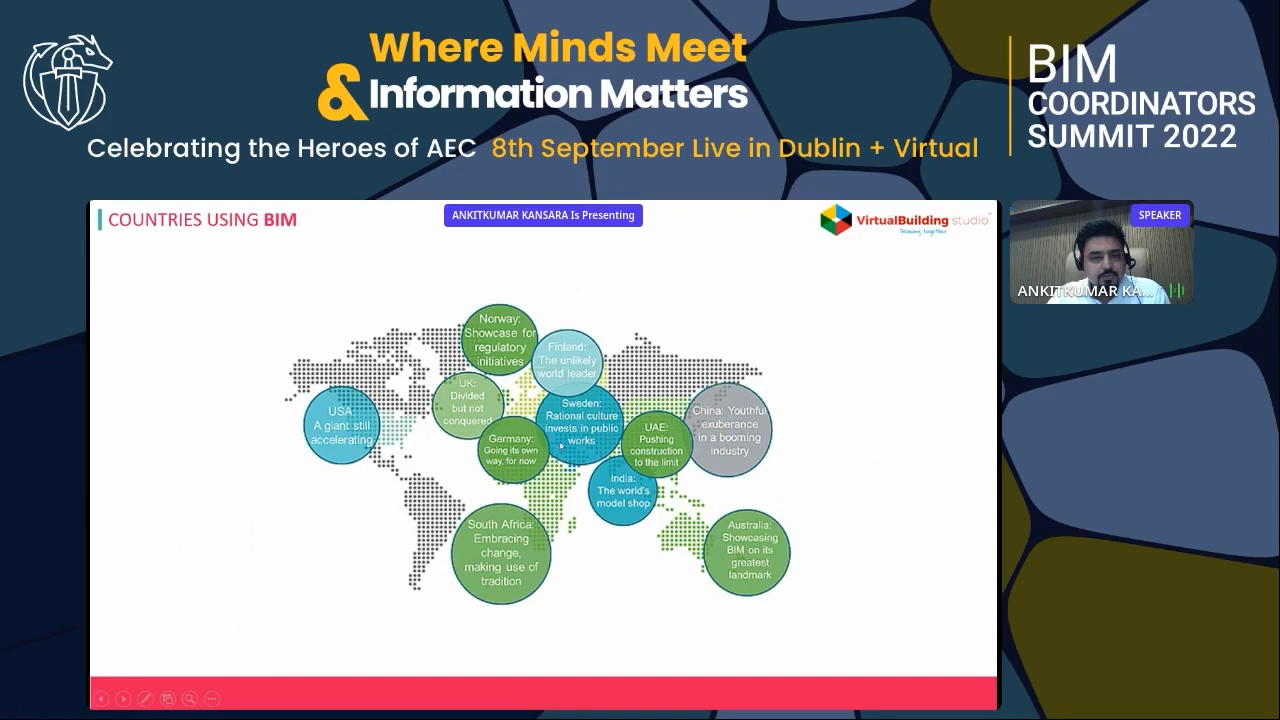 Where Minds Meet
& Information Matters
Celebrating the Heroes of AEC 8th September Live in Dublin + Virtual
BIM
COORDINATORS
SUMMIT 2022
COUNTRIES USING BIM
ANKITKUMAR KANSARA Is Presenting
VirtualBuilding studio
Becoming Together
SPEAKER
ANKITKUMAR KA...
Norway:
Showcase for
regulatory
initiatives
Finland:
The unlikely
world leader
UK:
Divided
but not
conquered
USA:
A giant still
accelerating
Sweden:
Rational culture
invests in public
works
Germany:
Going its own
way, for now
UAE:
Pushing
construction
to the limit
China: Youthful
exuberance
in a booming
industry
India:
The world's
model shop
South Africa:
Embracing
change,
making use of
tradition
Australia:
Showcasing
BIM on its
greatest
landmark